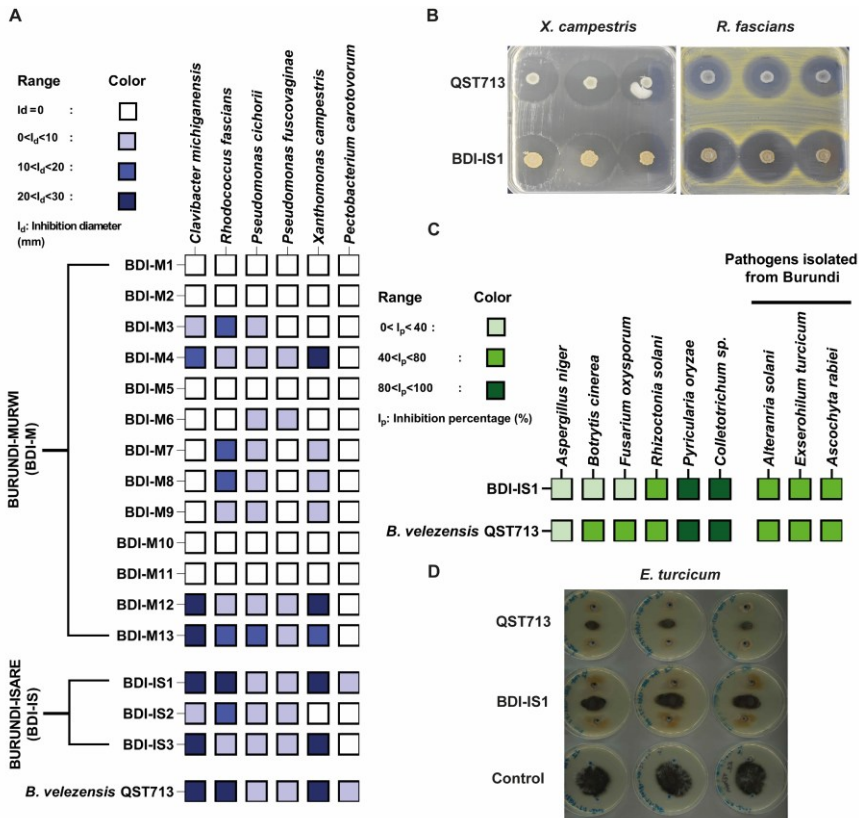 A
Range Color
Id = 0 :
0<Id<10 :
10<Id<20 :
20<Id<30 :
Id: Inhibition diameter
(mm)
Clavibacter michiganensis
Rhodococcus fascians
Pseudomonas cichorii
Pseudomonas fuscovaginae
Xanthomonas campestris
Pectobacterium carotovorum
BURUNDI-MURWI
(BDI-M)
BDI-M1
BDI-M2
BDI-M3
BDI-M4
BDI-M5
BDI-M6
BDI-M7
BDI-M8
BDI-M9
BDI-M10
BDI-M11
BDI-M12
BDI-M13
BURUNDI-ISARE
(BDI-IS)
BDI-IS1
BDI-IS2
BDI-IS3
B. velezensis QST713
B
X. campestris R. fascians
QST713
BDI-IS1
C
Range Color
0< Ip < 40 :
40<Ip<80 :
80<Ip<100 :
Ip: Inhibition percentage (%)
Pathogens isolated
from Burundi
Aspergillus niger
Botrytis cinerea
Fusarium oxysporum
Rhizoctonia solani
Pyricularia oryzae
Colletotrichum sp.
Alteranria solani
Exserohilum turcicum
Ascochyta rabiei
BDI-IS1
B. velezensis QST713
D
E. turcicum
QST713
BDI-IS1
Control